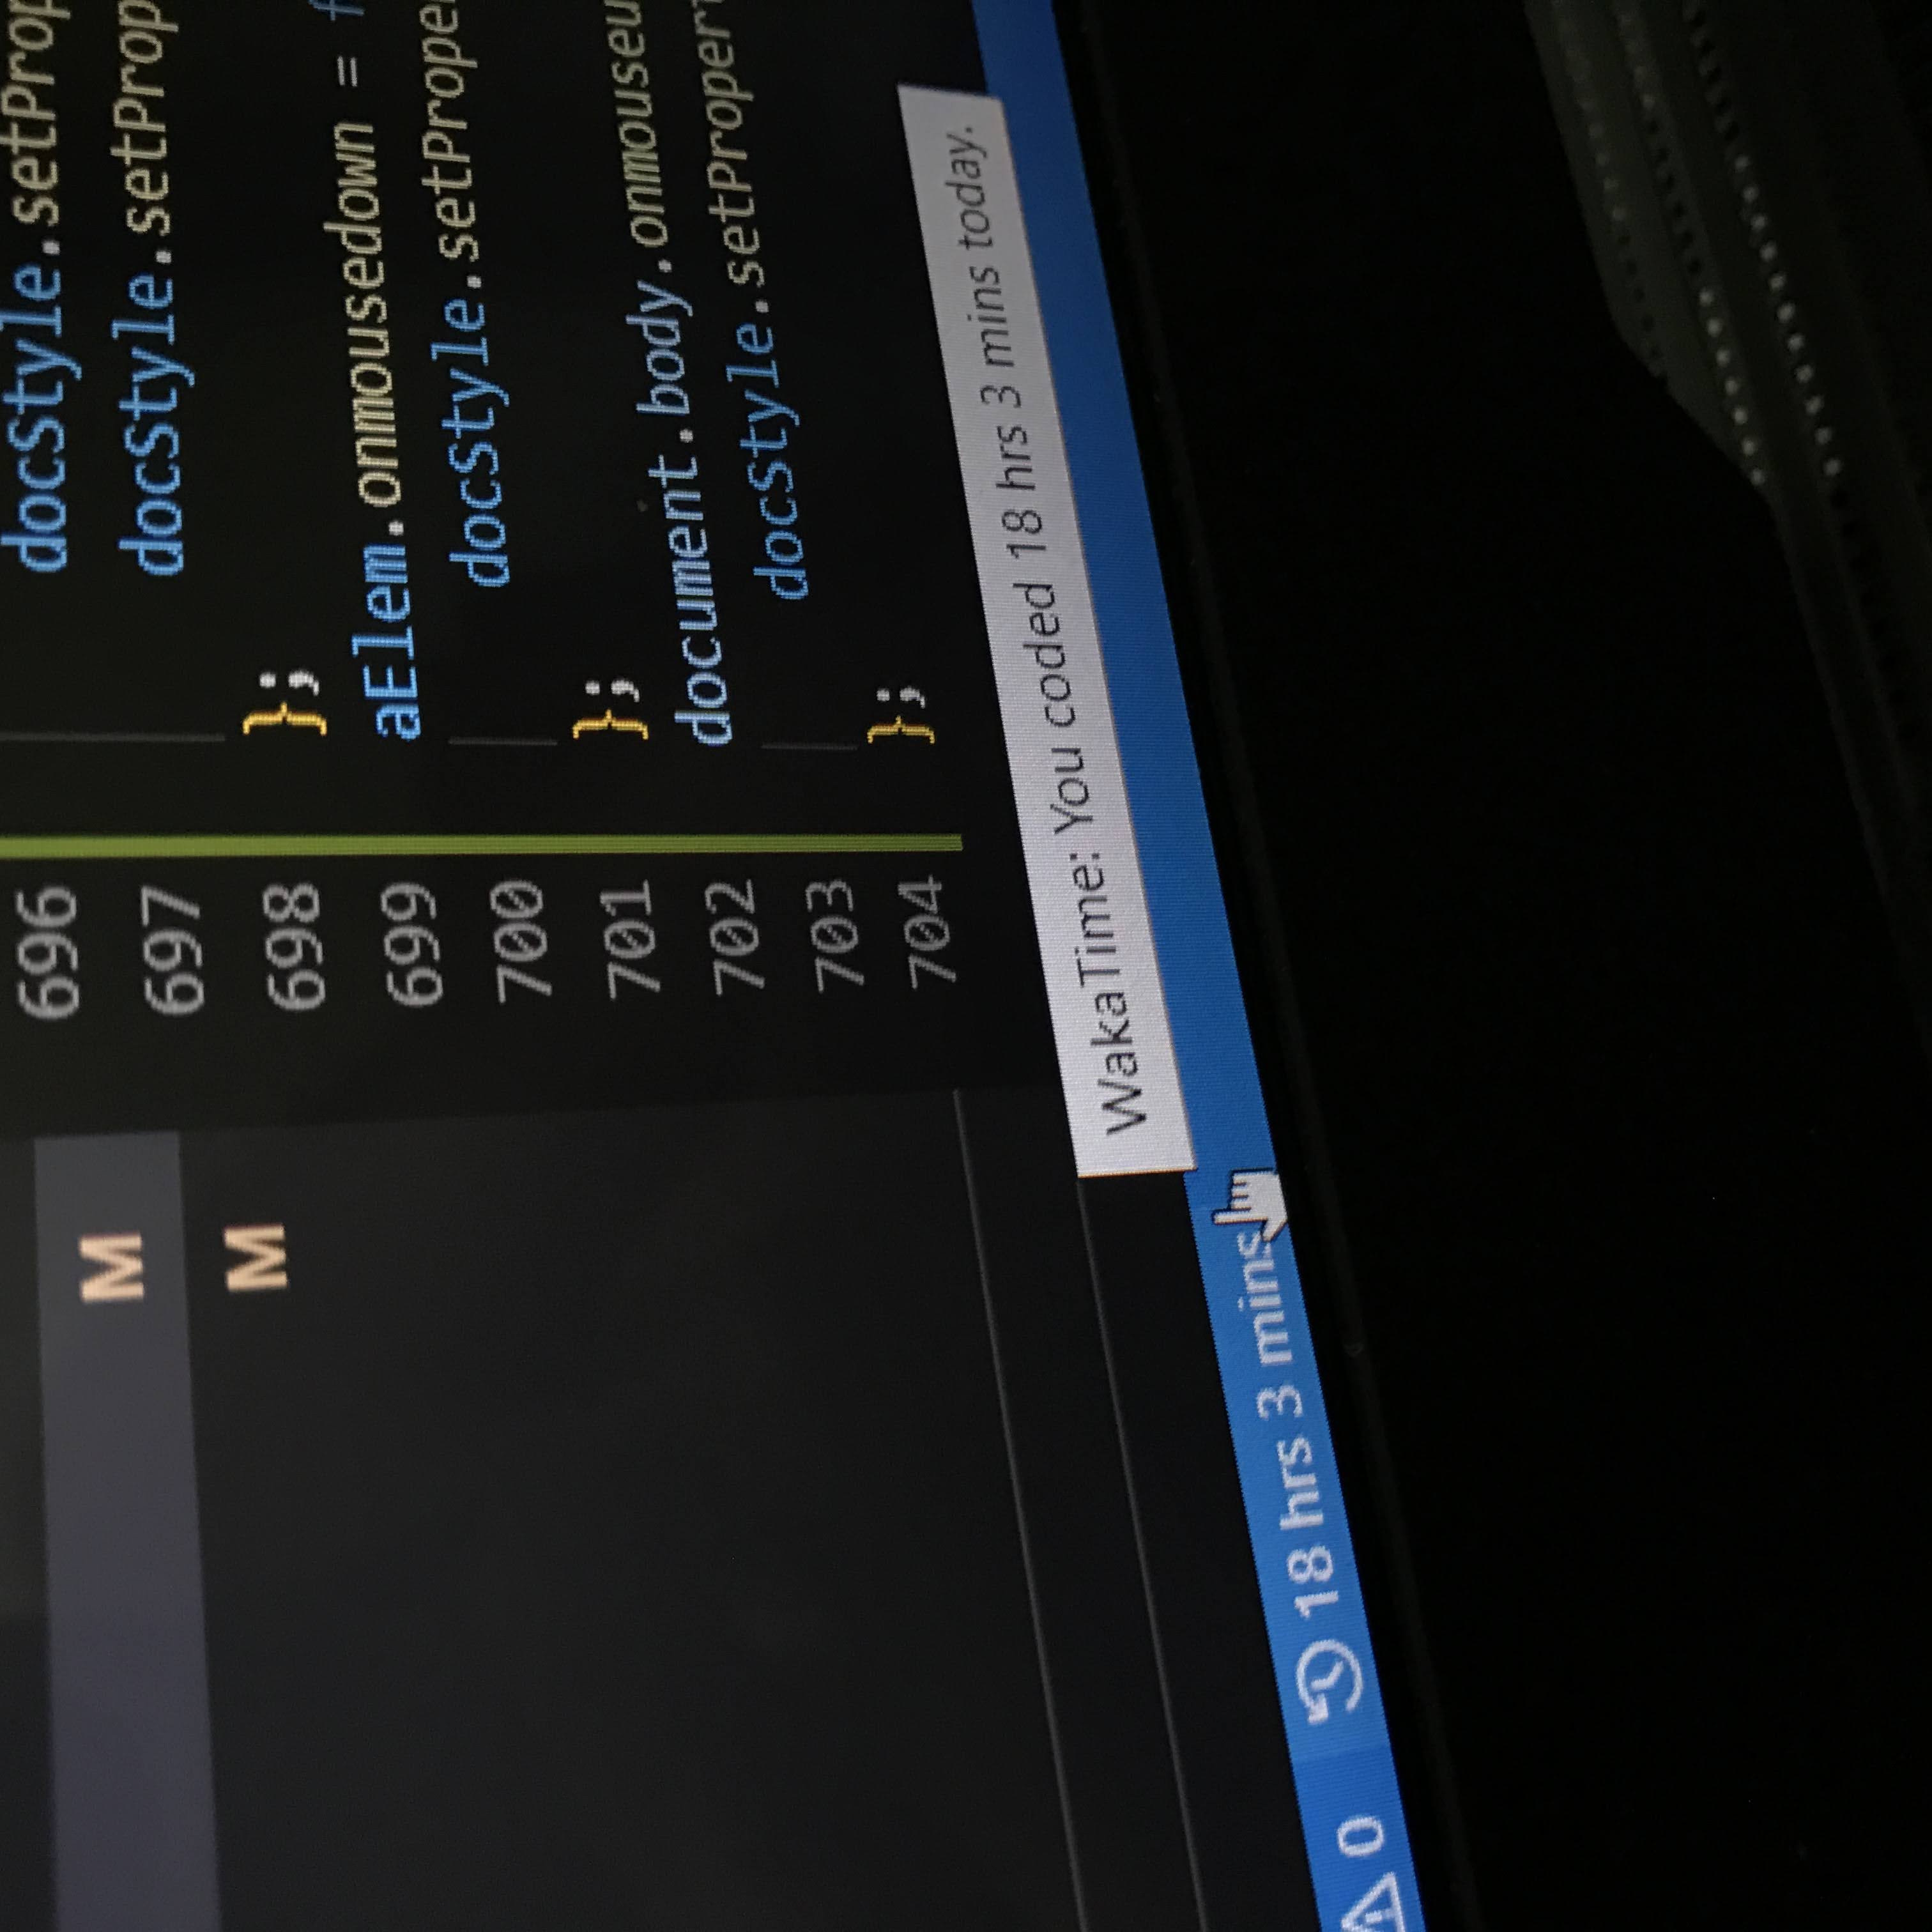 M
M
696 docStyle.setProp
697 docStyle.setProp
698 };
699 aElem.onmousedown = f
700 docStyle.setProper
701 };
702 document.body.onmouseu
703 docStyle.setPropert
704 };
WakaTime: You coded 18 hrs 3 mins today.
0 18 hrs 3 mins